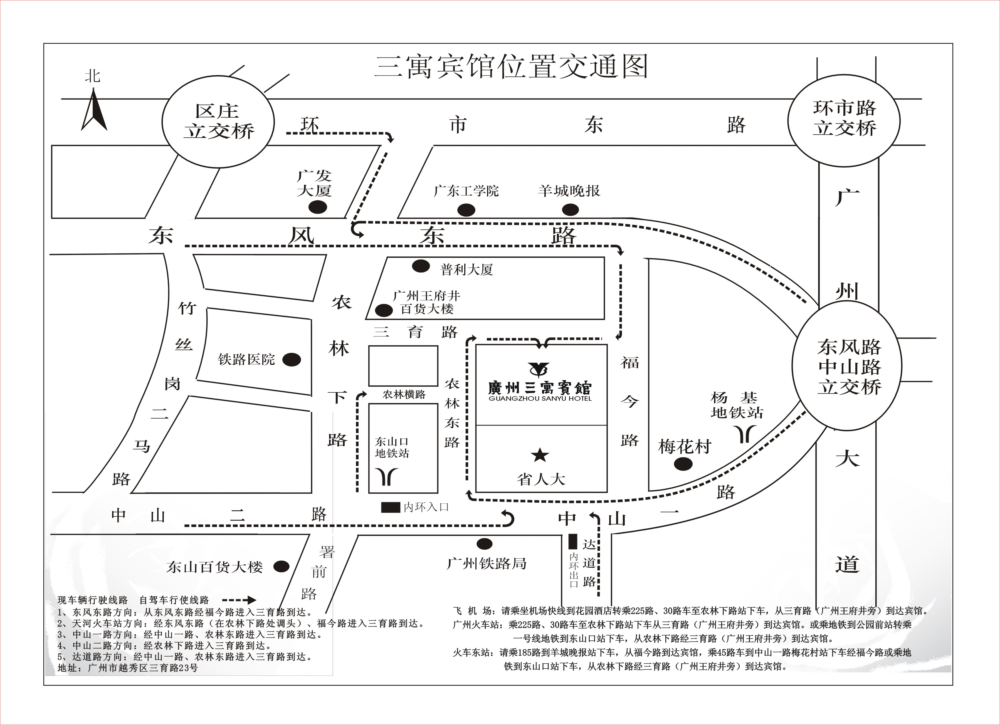 三寓宾馆位置交通图
北
区庄
立交桥
环市东路
环市路
立交桥
广发
大厦
广东工学院
羊城晚报
广州大道
东风东路
普利大厦
广州王府井
百货大楼
三育路
竹丝岗二马路
农林下路
铁路医院
农林横路
农林东路
廣州三寓賓館
GUANGZHOU SANYU HOTEL
福今路
东风路
中山路
立交桥
杨基
地铁站
梅花村
东山口
地铁站
省人大
内环入口
中山二路
中山一路
署前路
东山百货大楼
广州铁路局
内环出口
达道路
现车辆行驶线路 自驾车行使线路
1、东风东路方向：从东风东路经福今路进入三育路到达。
2、天河火车站方向：经东风东路（在农林下路处调头）、福今路进入三育路到达。
3、中山一路方向：经中山一路、农林东路进入三育路到达。
4、中山二路方向：经农林下路进入三育路到达。
5、达道路方向：经中山一路、农林东路进入三育路到达。
地址：广州市越秀区三育路23号
飞 机 场：请乘坐机场快线到花园酒店转乘225路、30路车至农林下路站下车，从三育路（广州王府井旁）到达宾馆。
广州火车站：乘225路、30路车至农林下路站下车从三育路（广州王府井旁）到达宾馆。或乘地铁到公园前站转乘
一号线地铁到东山口站下车，从农林下路经三育路（广州王府井旁）到达宾馆。
火车东站：请乘185路到羊城晚报站下车，从福今路到达宾馆，乘45路车到中山一路梅花村站下车经福今路或乘地
铁到东山口站下车，从农林下路经三育路（广州王府井旁）到达宾馆。